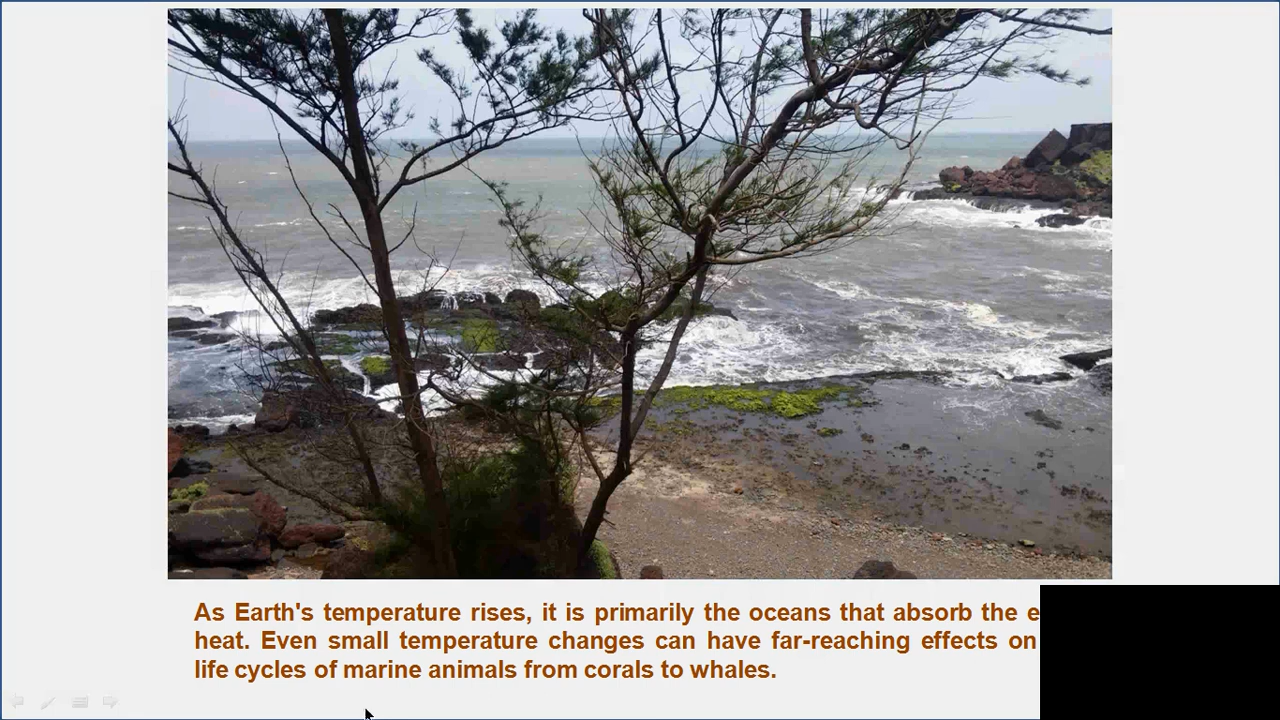 As Earth's temperature rises, it is primarily the oceans that absorb the
heat. Even small temperature changes can have far-reaching effects on
life cycles of marine animals from corals to whales.